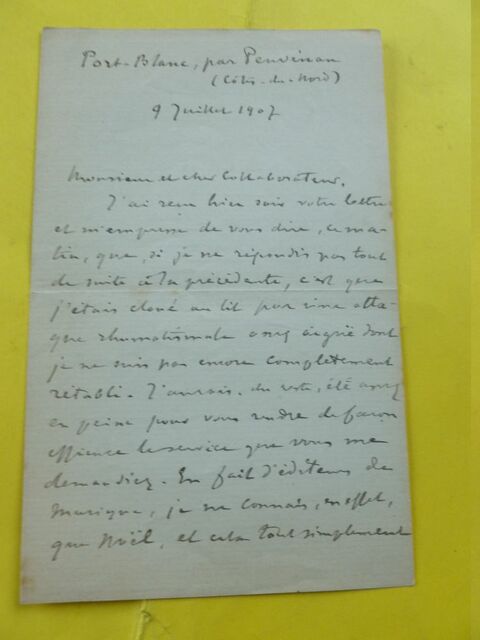 Port-Blanc, par Penvénan
(Côtes-du-Nord)
9 Juillet 1907
Monsieur et cher Collaborateur,
J'ai reçu hier soir votre lettre
et m'empresse de vous dire, ce ma-
tin, que, si je ne répondis pas tout
de suite à la précédente, c'est que
j'étais cloué au lit par une atta-
que rhumatismale assez aiguë dont
je ne suis pas encore complètement
rétabli. J'aurais, du reste, été assez
en peine pour vous rendre de façon
efficace le service que vous me
demandiez. En fait d'éditeurs de
musique, je ne connais, en effet,
que Noël, et cela tout simplement